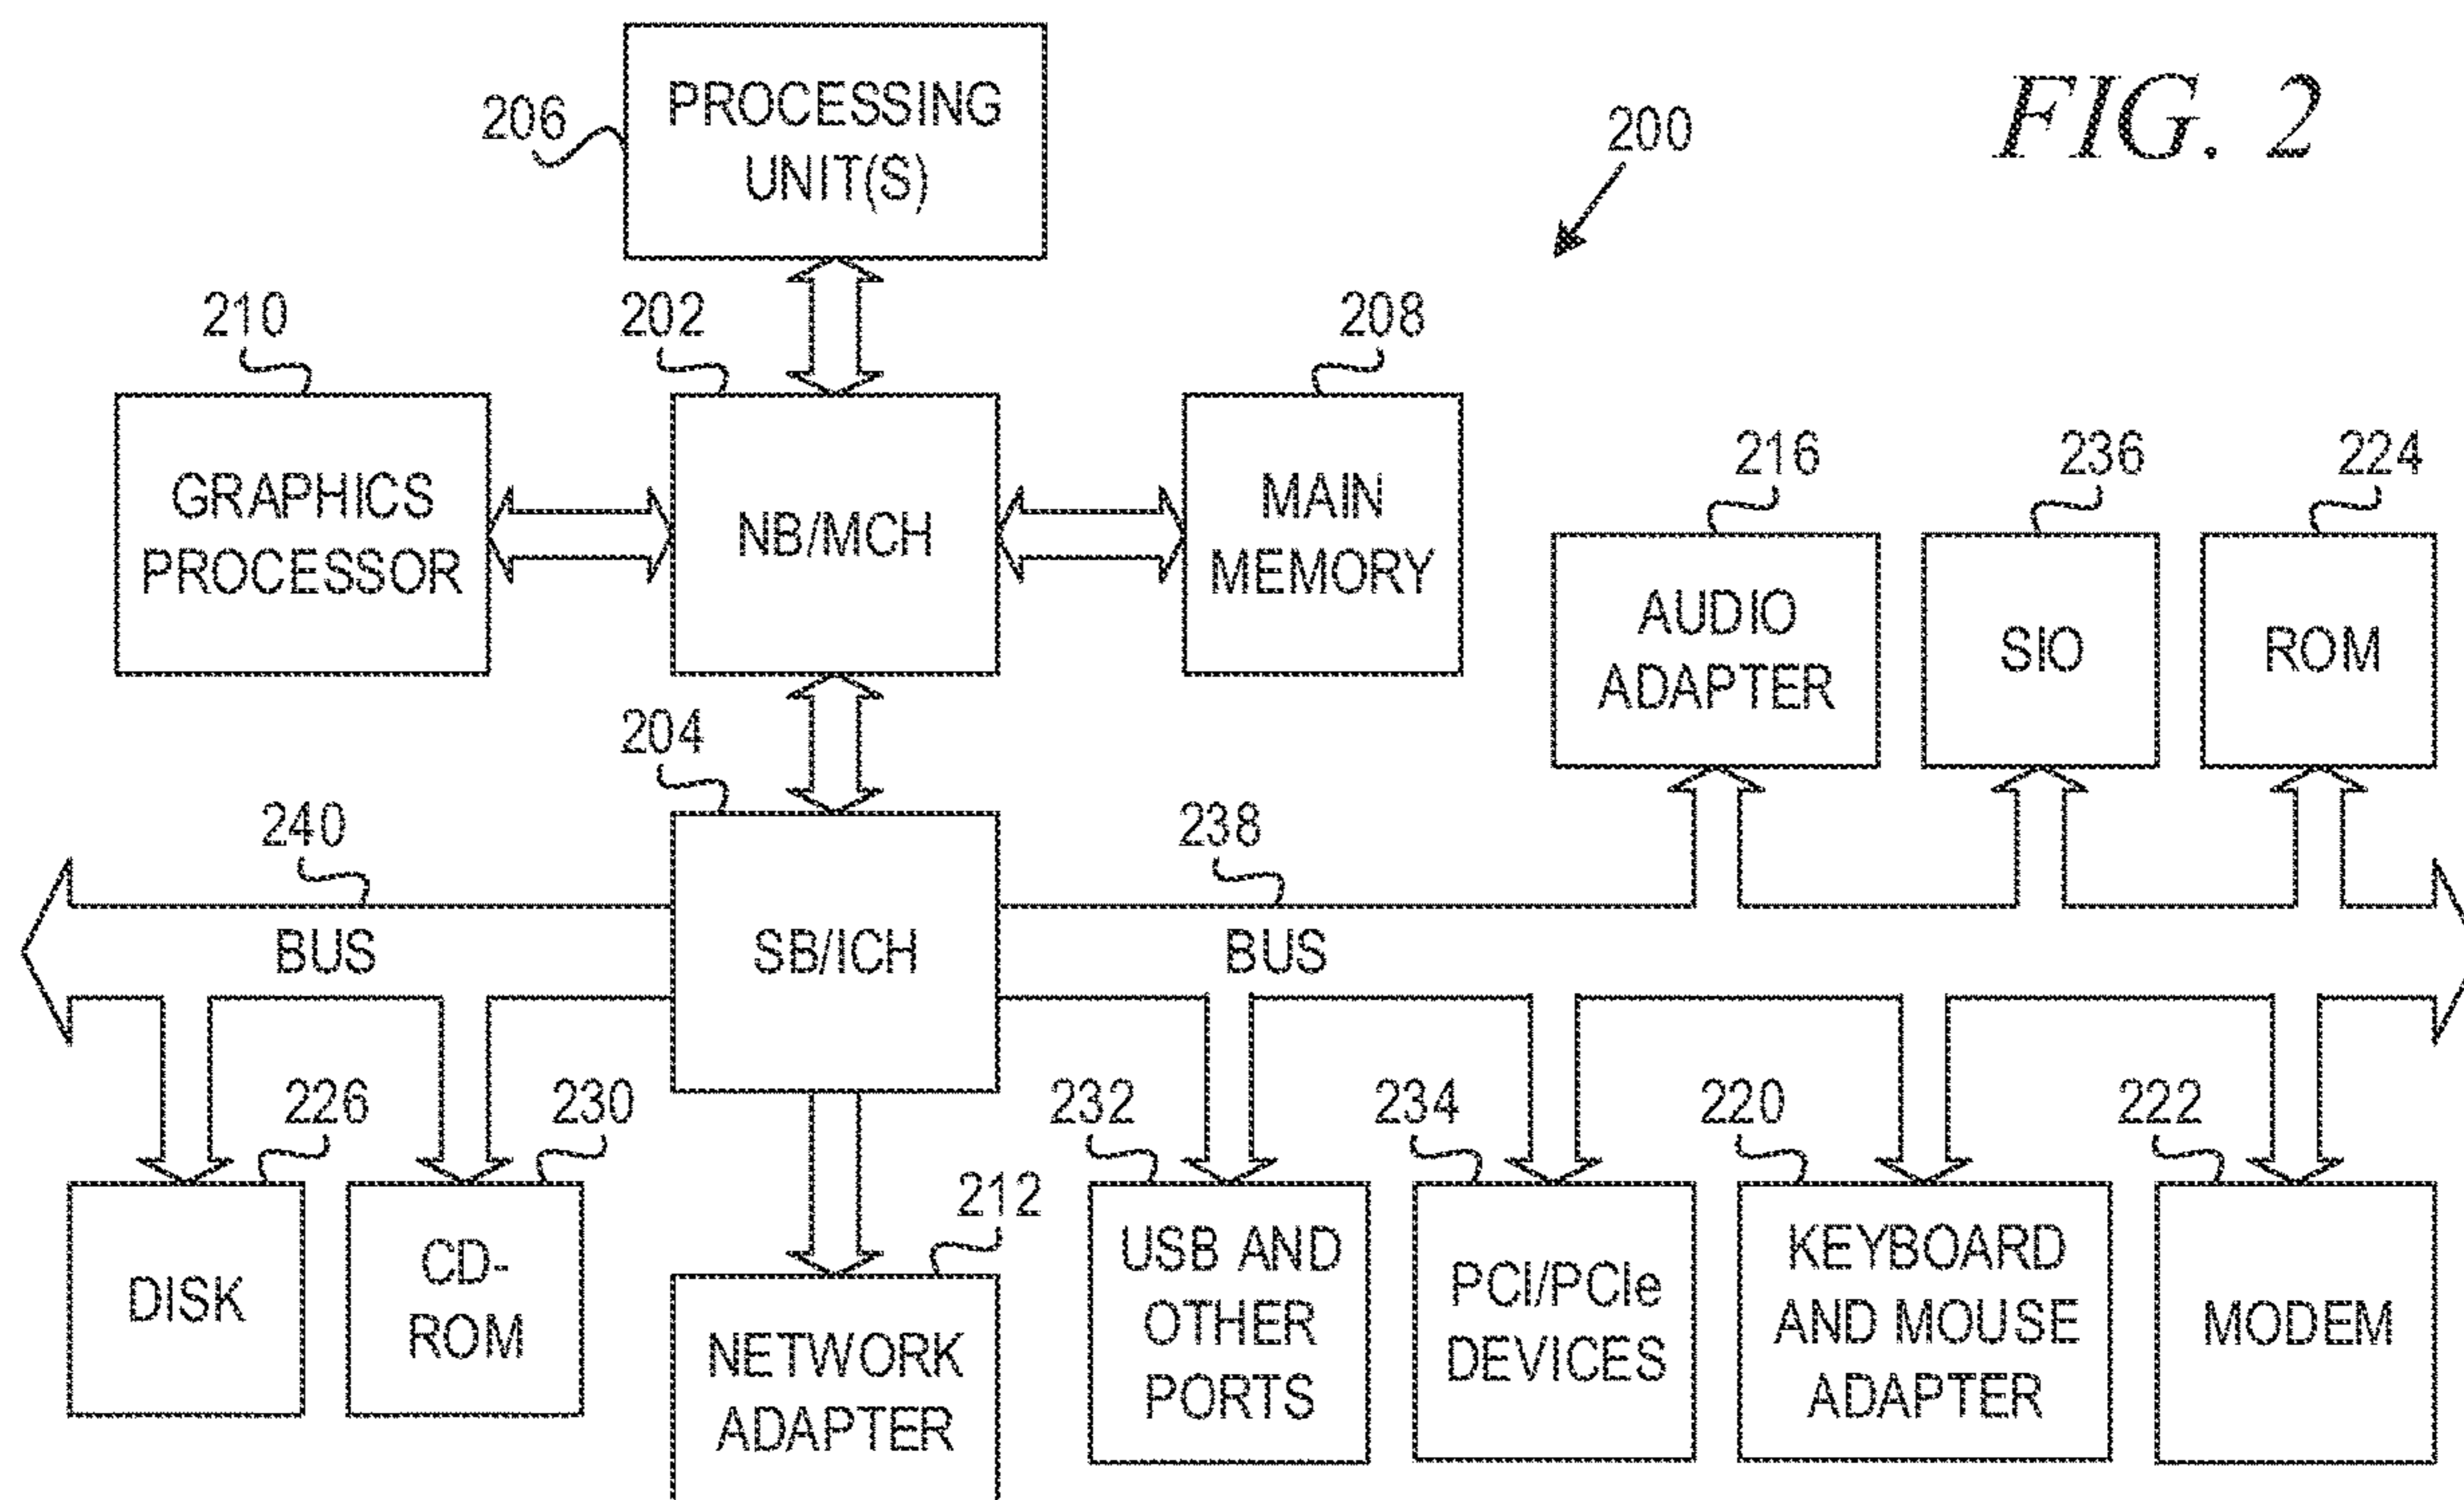 FIG. 2
200
206
PROCESSING
UNIT(S)
210
202
208
GRAPHICS
PROCESSOR
NB/MCH
MAIN
MEMORY
216
236
224
AUDIO
ADAPTER
SIO
ROM
204
240
238
BUS
SB/ICH
BUS
226
230
212
232
234
220
222
DISK
CD-
ROM
NETWORK
ADAPTER
USB AND
OTHER
PORTS
PCI/PCIe
DEVICES
KEYBOARD
AND MOUSE
ADAPTER
MODEM